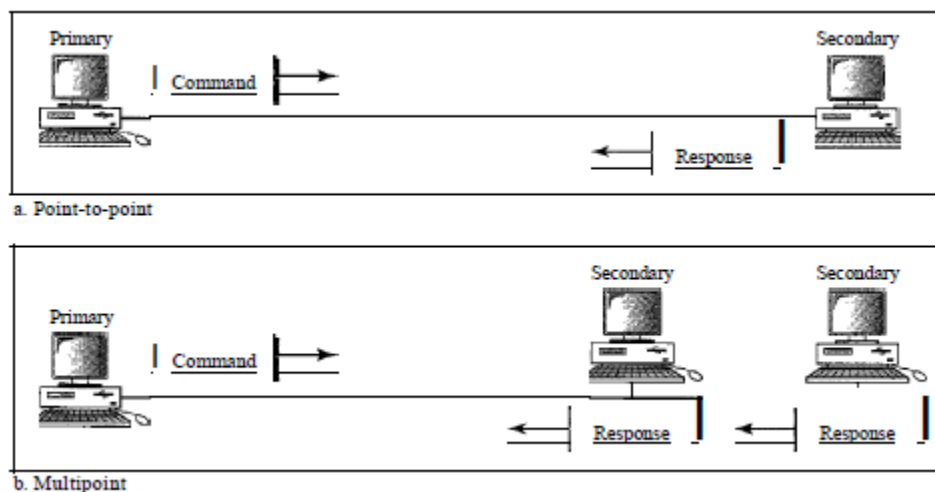 Primary
Secondary
Command
Response
a. Point-to-point
Secondary
Secondary
Primary
Command
Response
Response
b. Multipoint